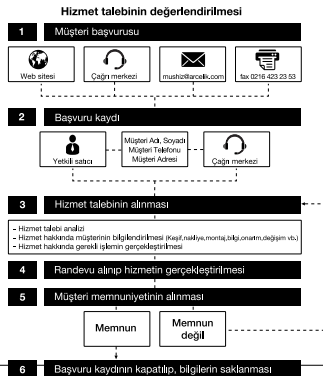 Hizmet talebinin değerlendirilmesi
1 Müşteri başvurusu
Web sitesi
Çağrı merkezi
mushiz@arcelik.com
fax 0216 423 23 53
2 Başvuru kaydı
Yetkili satıcı
Müşteri Adı, Soyadı
Müşteri Telefonu
Müşteri Adresi
Çağrı merkezi
3 Hizmet talebinin alınması
- Hizmet talebi analizi
- Hizmet hakkında müşterinin bilgilendirilmesi (Keşif,nakliye,montaj,bilgi,onarım,değişim vb.)
- Hizmet hakkında gerekli işlemin gerçekleştirilmesi
4 Randevu alınıp hizmetin gerçekleştirilmesi
5 Müşteri memnuniyetinin alınması
Memnun
Memnun
değil
6 Başvuru kaydının kapatılıp, bilgilerin saklanması